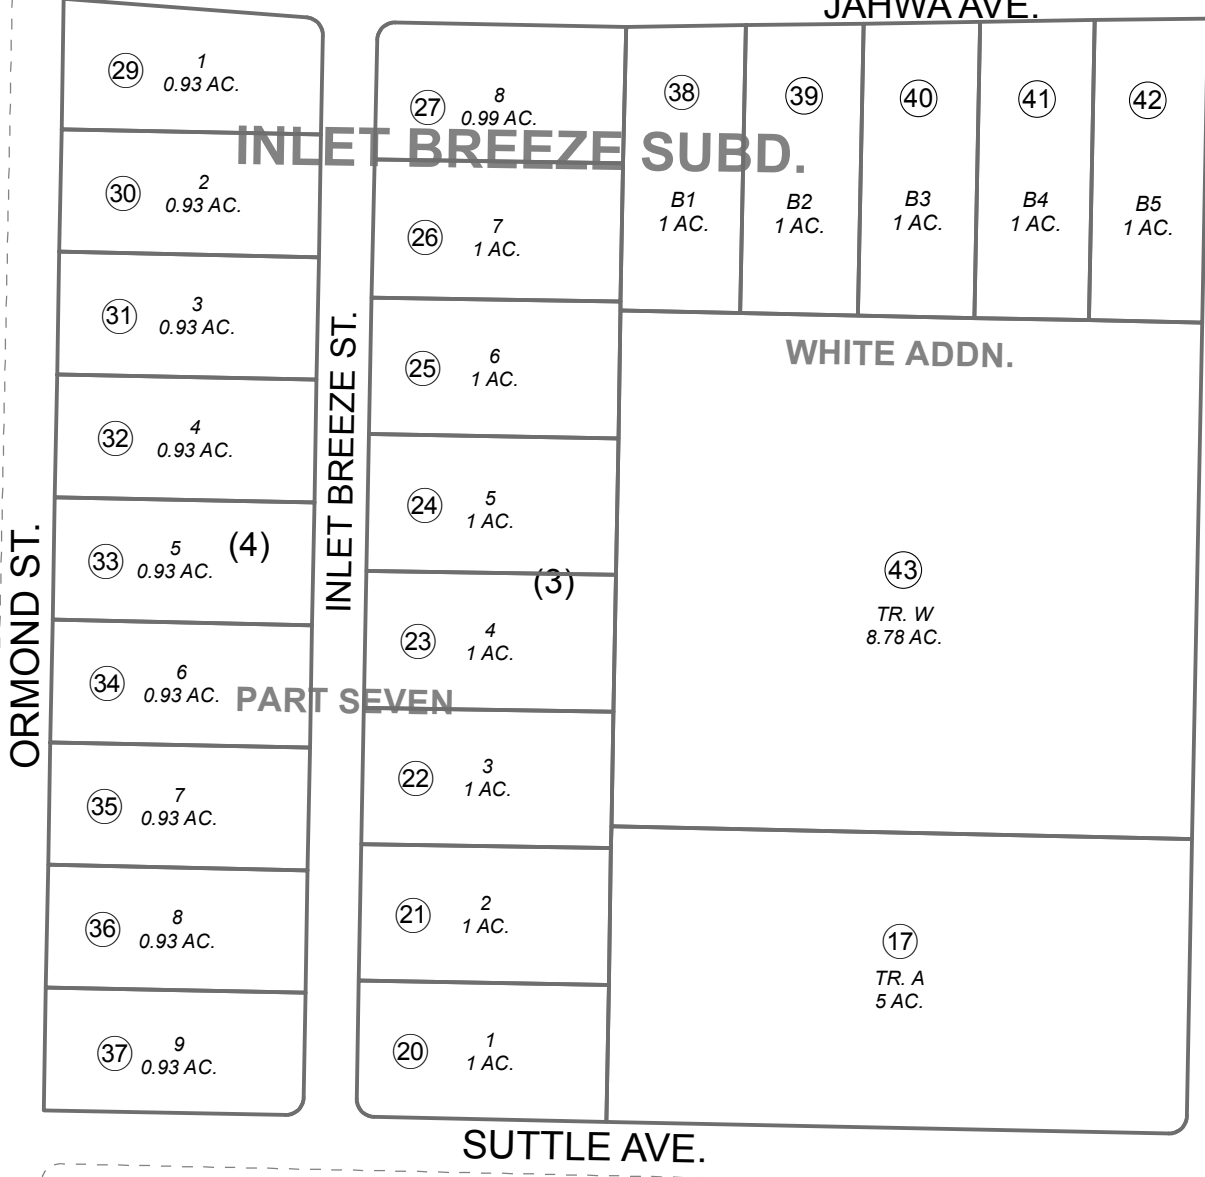 JAHWA AVE.
29
1
0.93 AC.
30
2
0.93 AC.
31
3
0.93 AC.
32
4
0.93 AC.
33
5
0.93 AC.
(4)
34
6
0.93 AC.
35
7
0.93 AC.
36
8
0.93 AC.
37
9
0.93 AC.
ORMOND ST.
INLET BREEZE ST.
INLET BREEZE SUBD.
PART SEVEN
27
8
0.99 AC.
26
7
1 AC.
25
6
1 AC.
24
5
1 AC.
(3)
23
4
1 AC.
22
3
1 AC.
21
2
1 AC.
20
1
1 AC.
38
B1
1 AC.
39
B2
1 AC.
40
B3
1 AC.
41
B4
1 AC.
42
B5
1 AC.
WHITE ADDN.
43
TR. W
8.78 AC.
17
TR. A
5 AC.
SUTTLE AVE.